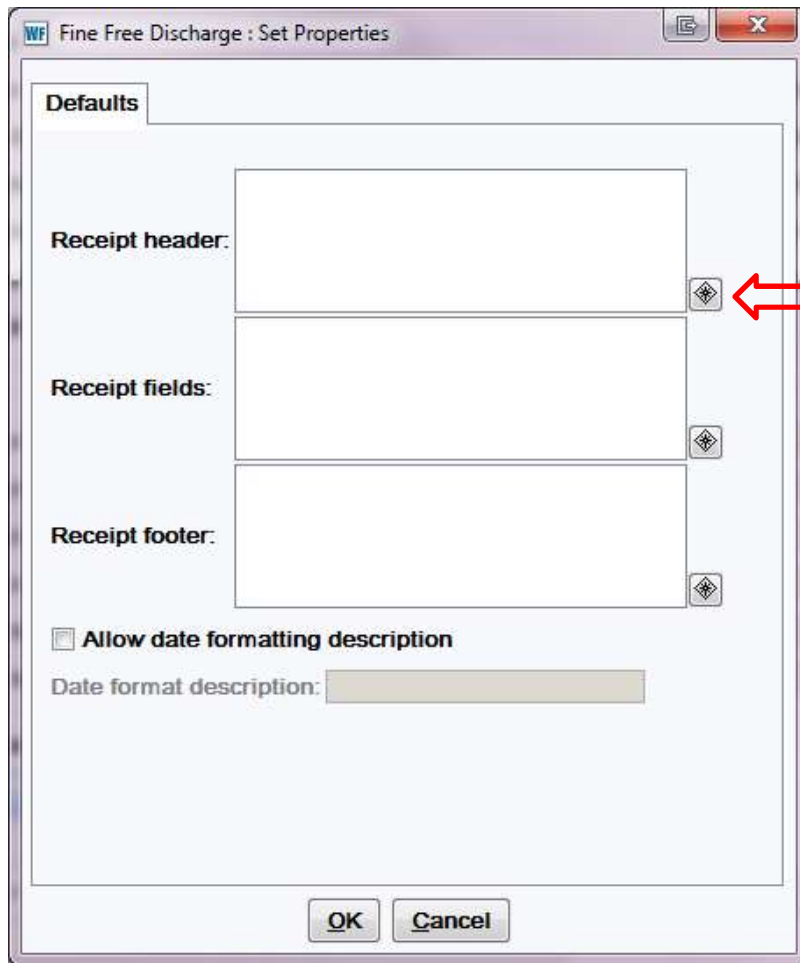 WF Fine Free Discharge : Set Properties
Defaults
Receipt header:
Receipt fields:
Receipt footer:
Allow date formatting description
Date format description:
OK Cancel